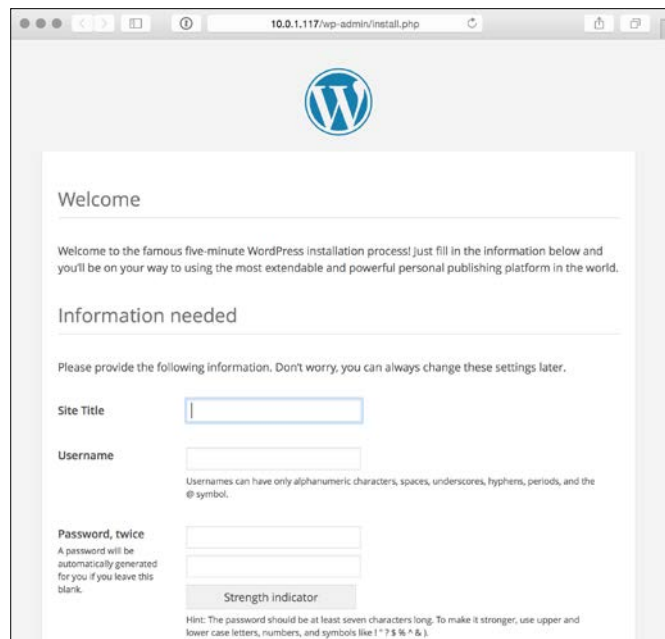 10.0.1.117/wp-admin/install.php
W
Welcome
Welcome to the famous five-minute WordPress installation process! Just fill in the information below and
you'll be on your way to using the most extendable and powerful personal publishing platform in the world.
Information needed
Please provide the following information. Don't worry, you can always change these settings later.
Site Title
Username
Usernames can have only alphanumeric characters, spaces, underscores, hyphens, periods, and the
@ symbol.
Password, twice
A password will be
automatically generated
for you if you leave this
blank.
Strength indicator
Hint: The password should be at least seven characters long. To make it stronger, use upper and
lower case letters, numbers, and symbols like ! " ? $ % ^ & ).